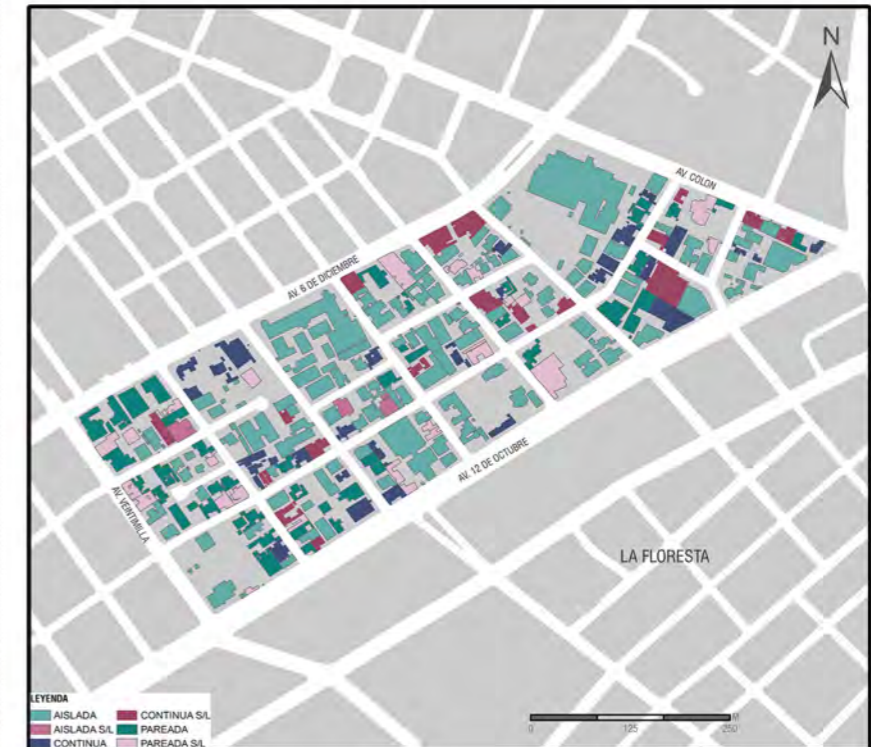 N
AV. COLON
AV. 6 DE DICIEMBRE
AV. 12 DE OCTUBRE
AV. VEINTIMILLA
LA FLORESTA
LEYENDA
AISLADA
CONTINUA S/L
AISLADA S/L
PAREADA
CONTINUA
PAREADA S/L
M
0 125 250